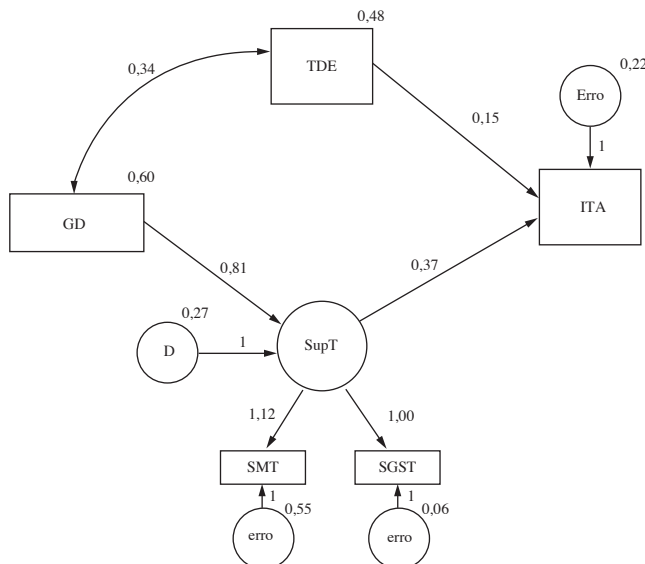 0,48
TDE
0,34
0,22
Erro
0,15
1
0,60
GD
ITA
0,81
0,37
0,27
D
1
SupT
1,12
1,00
SMT
SGST
1
0,55
1
0,06
erro
erro